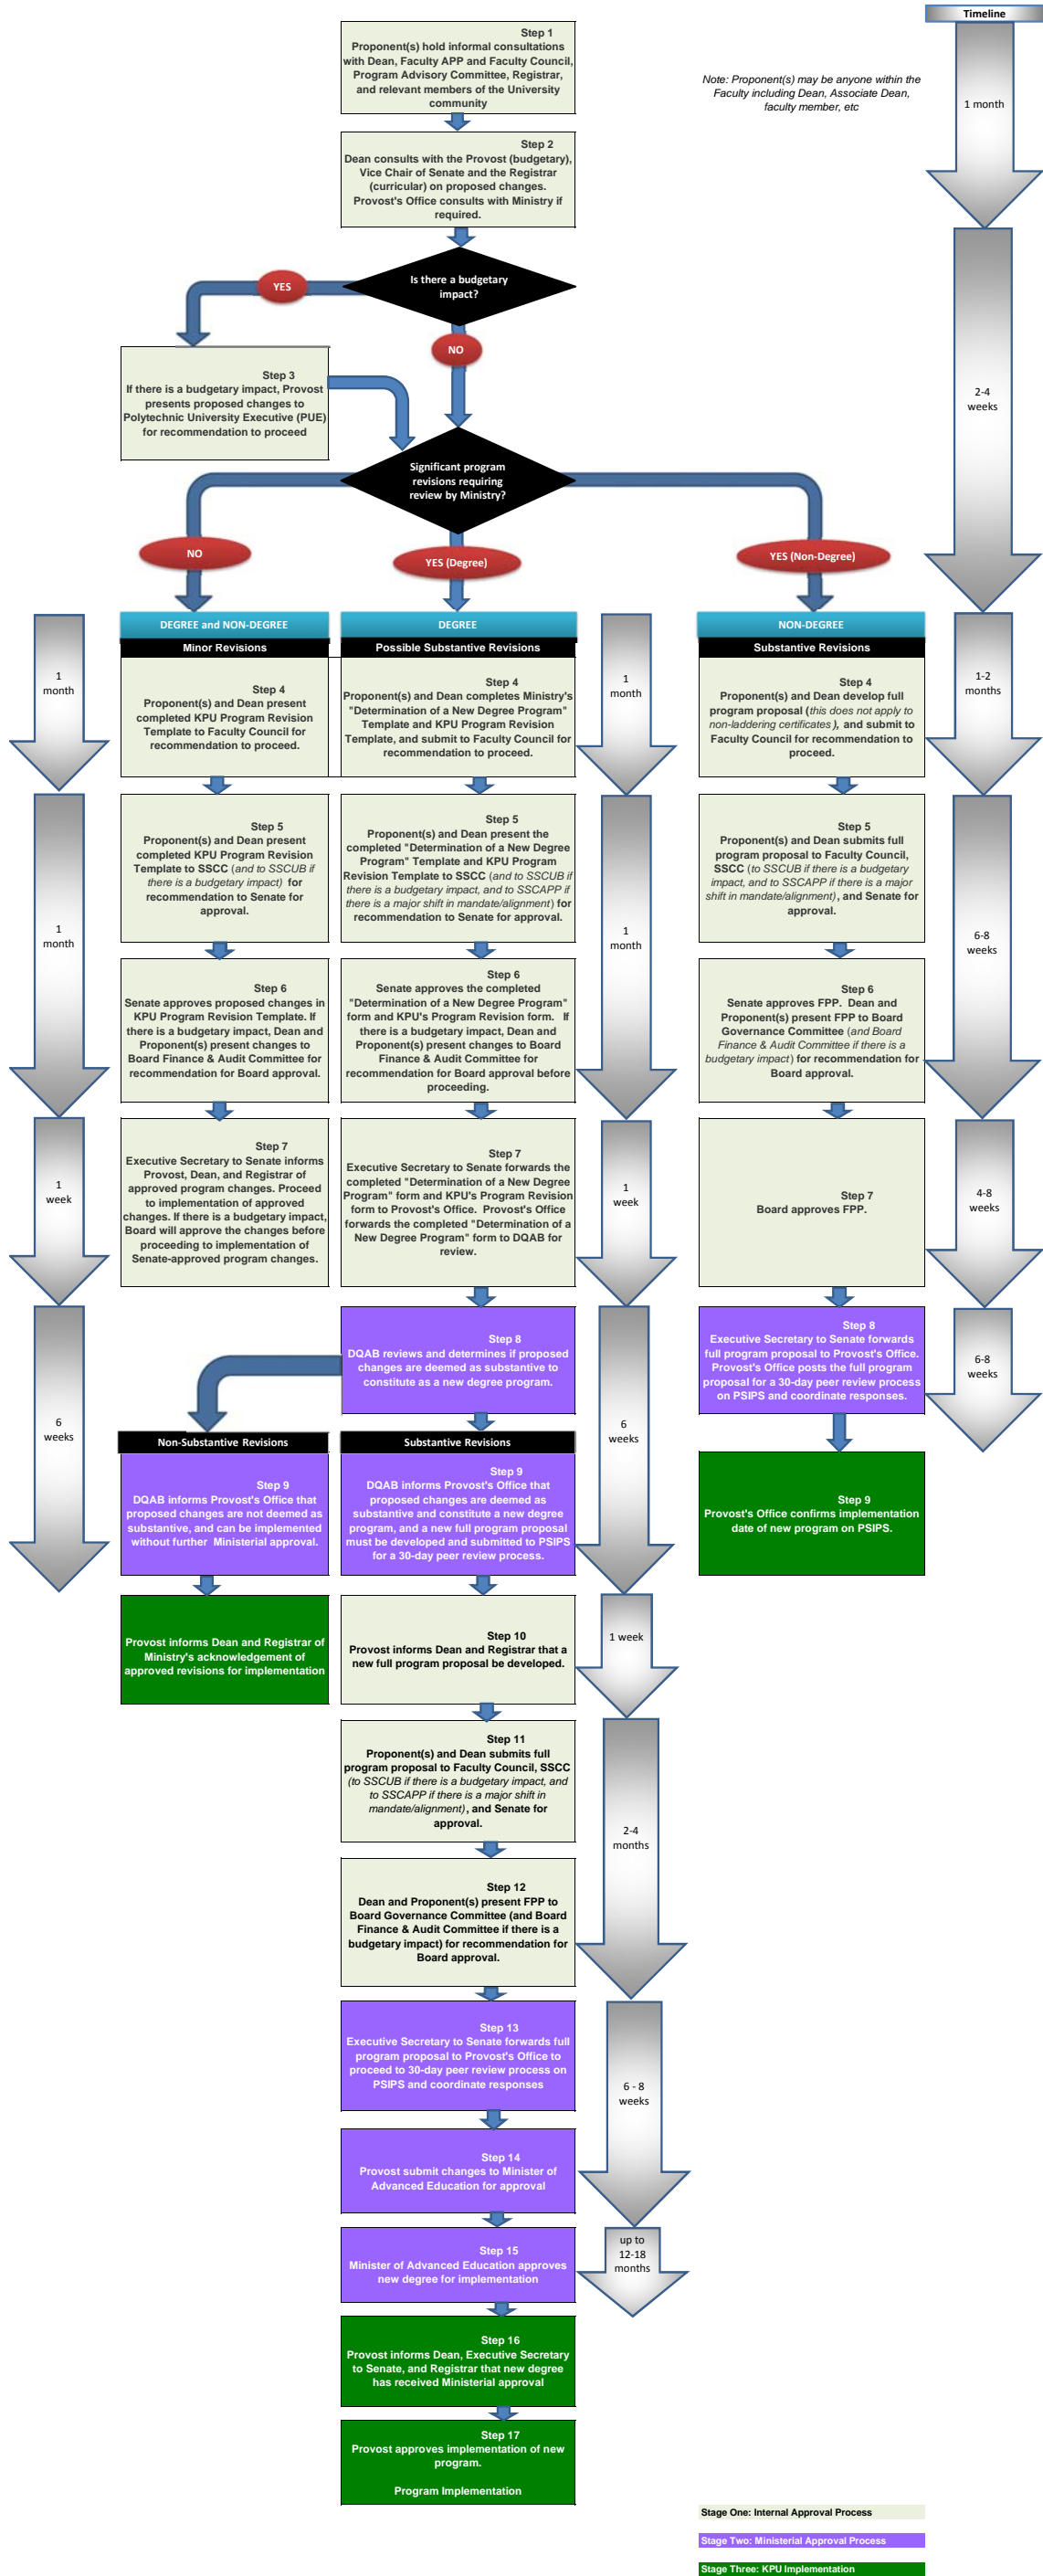 Timeline
Step 1
Proponent(s) hold informal consultations
with Dean, Faculty APP and Faculty Council,
Program Advisory Committee, Registrar,
and relevant members of the University
community
Note: Proponent(s) may be anyone within the
Faculty including Dean, Associate Dean,
faculty member, etc
1 month
Step 2
Dean consults with the Provost (budgetary),
Vice Chair of Senate and the Registrar
(curricular) on proposed changes.
Provost's Office consults with Ministry if
required.
Is there a budgetary
impact?
YES
NO
Step 3
If there is a budgetary impact, Provost
presents proposed changes to
Polytechnic University Executive (PUE)
for recommendation to proceed
2-4
weeks
Significant program
revisions requiring
review by Ministry?
NO
YES (Degree)
YES (Non-Degree)
DEGREE and NON-DEGREE
Minor Revisions
1
month
Step 4
Proponent(s) and Dean present
completed KPU Program Revision
Template to Faculty Council for
recommendation to proceed.
1
month
Step 5
Proponent(s) and Dean present
completed KPU Program Revision
Template to SSCC (and to SSCUB if
there is a budgetary impact) for
recommendation to Senate for
approval.
Step 6
Senate approves proposed changes in
KPU Program Revision Template. If
there is a budgetary impact, Dean and
Proponent(s) present changes to
Board Finance & Audit Committee for
recommendation for Board approval.
1
week
Step 7
Executive Secretary to Senate informs
Provost, Dean, and Registrar of
approved program changes. Proceed
to implementation of approved
changes. If there is a budgetary impact,
Board will approve the changes before
proceeding to implementation of
Senate-approved program changes.
DEGREE
Possible Substantive Revisions
Step 4
Proponent(s) and Dean completes Ministry's
"Determination of a New Degree Program"
Template and KPU Program Revision
Template, and submit to Faculty Council for
recommendation to proceed.
1
month
Step 5
Proponent(s) and Dean present the
completed "Determination of a New Degree
Program" Template and KPU Program
Revision Template to SSCC (and to SSCUB if
there is a budgetary impact, and to SSCAPP if
there is a major shift in mandate/alignment) for
recommendation to Senate for approval.
1
month
Step 6
Senate approves the completed
"Determination of a New Degree Program"
form and KPU's Program Revision form. If
there is a budgetary impact, Dean and
Proponent(s) present changes to Board
Finance & Audit Committee for
recommendation for Board approval before
proceeding.
Step 7
Executive Secretary to Senate forwards the
completed "Determination of a New Degree
Program" form and KPU's Program Revision
form to Provost's Office. Provost's Office
forwards the completed "Determination of a
New Degree Program" form to DQAB for
review.
1
week
NON-DEGREE
Substantive Revisions
Step 4
Proponent(s) and Dean develop full
program proposal (this does not apply to
non-laddering certificates), and submit to
Faculty Council for recommendation to
proceed.
1-2
months
Step 5
Proponent(s) and Dean submits full
program proposal to Faculty Council,
SSCC (to SSCUB if there is a budgetary
impact, and to SSCAPP if there is a major
shift in mandate/alignment), and Senate for
approval.
6-8
weeks
Step 6
Senate approves FPP. Dean and
Proponent(s) present FPP to Board
Governance Committee (and Board
Finance & Audit Committee if there is a
budgetary impact) for recommendation for
Board approval.
Step 7
Board approves FPP.
4-8
weeks
Step 8
Executive Secretary to Senate forwards
full program proposal to Provost's Office.
Provost's Office posts the full program
proposal for a 30-day peer review process
on PSIPS and coordinate responses.
6-8
weeks
Step 9
Provost's Office confirms implementation
date of new program on PSIPS.
Step 8
DQAB reviews and determines if proposed
changes are deemed as substantive to
constitute as a new degree program.
6
weeks
6
weeks
Non-Substantive Revisions
Step 9
DQAB informs Provost's Office that
proposed changes are not deemed as
substantive, and can be implemented
without further Ministerial approval.
Provost informs Dean and Registrar of
Ministry's acknowledgement of
approved revisions for implementation
Substantive Revisions
Step 9
DQAB informs Provost's Office that
proposed changes are deemed as
substantive and constitute a new degree
program, and a new full program proposal
must be developed and submitted to PSIPS
for a 30-day peer review process.
Step 10
Provost informs Dean and Registrar that a
new full program proposal be developed.
1 week
Step 11
Proponent(s) and Dean submits full
program proposal to Faculty Council, SSCC
(to SSCUB if there is a budgetary impact, and
to SSCAPP if there is a major shift in
mandate/alignment), and Senate for
approval.
2-4
months
Step 12
Dean and Proponent(s) present FPP to
Board Governance Committee (and Board
Finance & Audit Committee if there is a
budgetary impact) for recommendation for
Board approval.
Step 13
Executive Secretary to Senate forwards full
program proposal to Provost's Office to
proceed to 30-day peer review process on
PSIPS and coordinate responses
6 - 8
weeks
Step 14
Provost submit changes to Minister of
Advanced Education for approval
Step 15
Minister of Advanced Education approves
new degree for implementation
up to
12-18
months
Step 16
Provost informs Dean, Executive Secretary
to Senate, and Registrar that new degree
has received Ministerial approval
Step 17
Provost approves implementation of new
program.
Program Implementation
Stage One: Internal Approval Process
Stage Two: Ministerial Approval Process
Stage Three: KPU Implementation